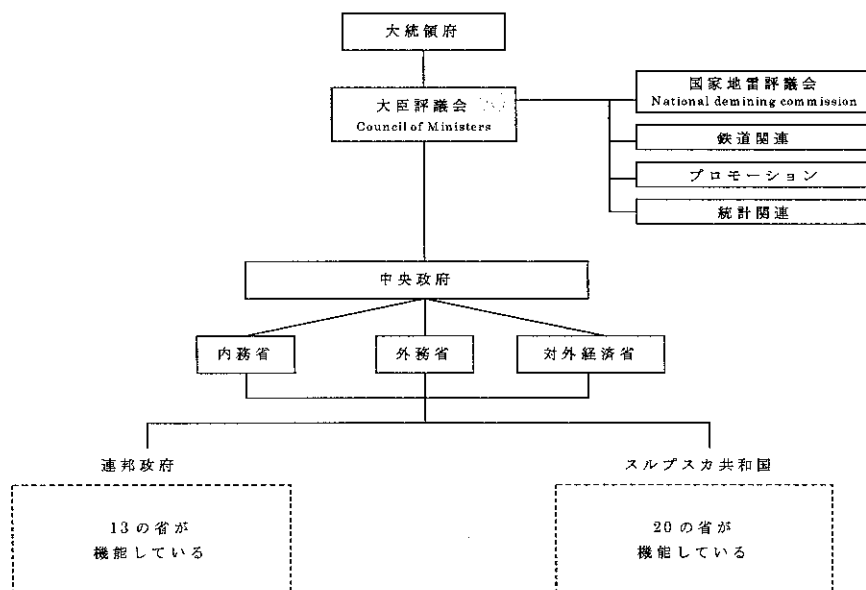 大統領府
大臣評議会
Council of Ministers
国家地雷評議会
National demining commission
鉄道関連
プロモーション
統計関連
中央政府
内務省
外務省
対外経済省
連邦政府
スルプスカ共和国
13の省が
機能している
20の省が
機能している